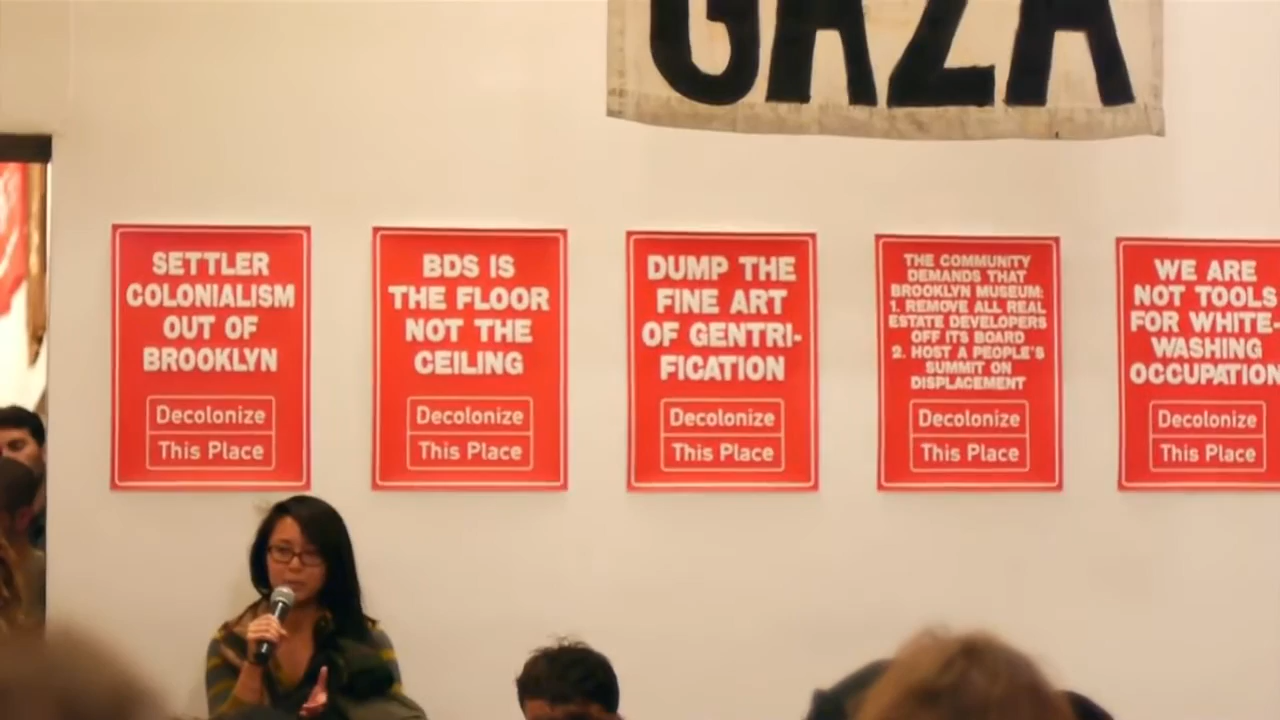 GAZA
SETTLER
COLONIALISM
OUT OF
BROOKLYN
Decolonize
This Place
BDS IS
THE FLOOR
NOT THE
CEILING
Decolonize
This Place
DUMP THE
FINE ART
OF GENTRI-
FICATION
Decolonize
This Place
THE COMMUNITY
DEMANDS THAT
BROOKLYN MUSEUM:
1. REMOVE ALL REAL
ESTATE DEVELOPERS
OFF ITS BOARD
2. HOST A PEOPLE'S
SUMMIT ON
DISPLACEMENT
Decolonize
This Place
WE ARE
NOT TOOLS
FOR WHITE-
WASHING
OCCUPATION
Decolonize
This Place